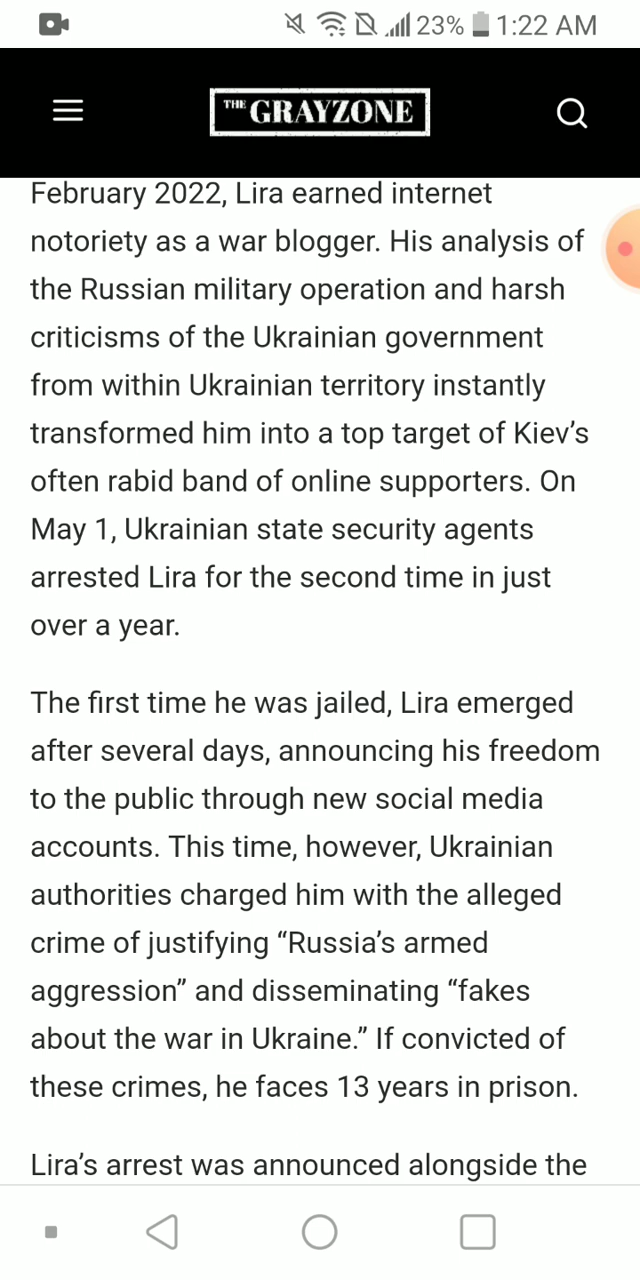 23% 1:22 AM
THE GRAYZONE
February 2022, Lira earned internet
notoriety as a war blogger. His analysis of
the Russian military operation and harsh
criticisms of the Ukrainian government
from within Ukrainian territory instantly
transformed him into a top target of Kiev’s
often rabid band of online supporters. On
May 1, Ukrainian state security agents
arrested Lira for the second time in just
over a year.
The first time he was jailed, Lira emerged
after several days, announcing his freedom
to the public through new social media
accounts. This time, however, Ukrainian
authorities charged him with the alleged
crime of justifying “Russia’s armed
aggression” and disseminating “fakes
about the war in Ukraine.” If convicted of
these crimes, he faces 13 years in prison.
Lira’s arrest was announced alongside the